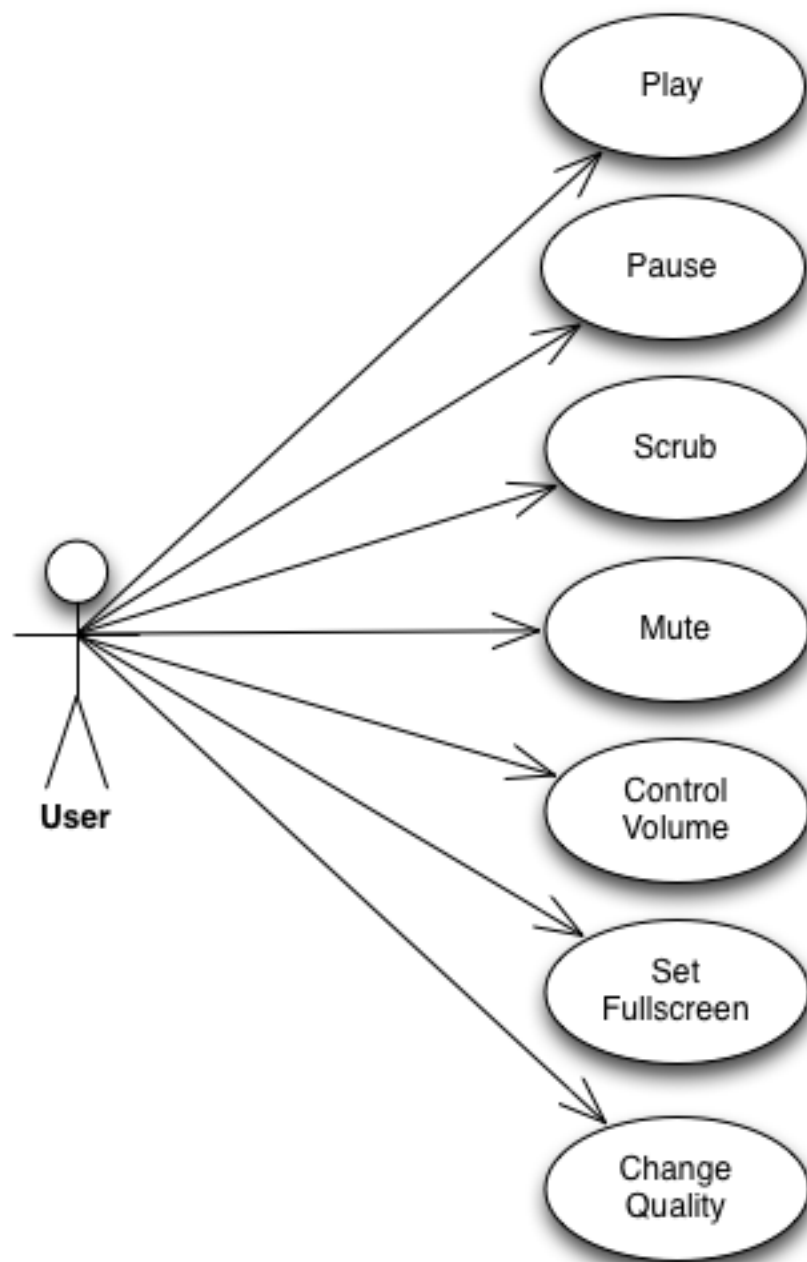 Play
Pause
Scrub
Mute
Control
Volume
User
Set
Fullscreen
Change
Quality